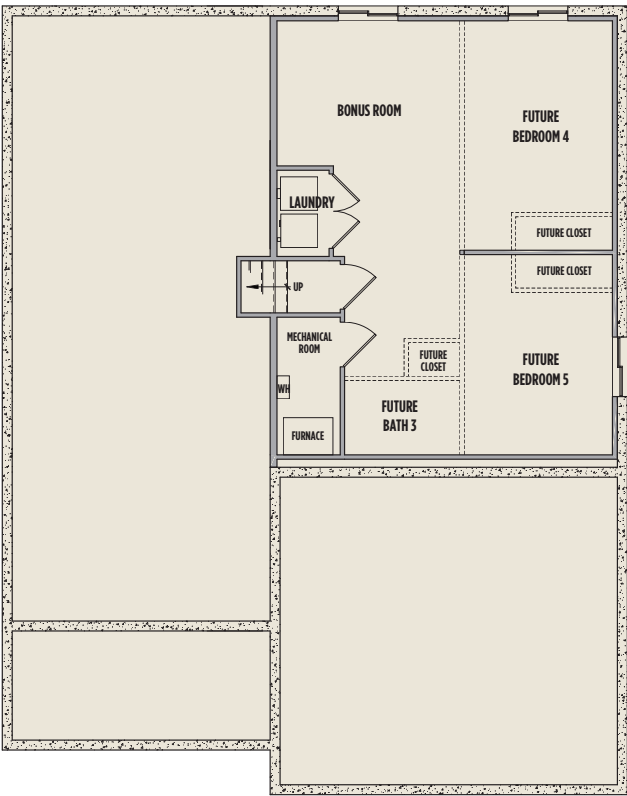 BONUS ROOM
FUTURE
BEDROOM 4
LAUNDRY
FUTURE CLOSET
FUTURE CLOSET
UP
MECHANICAL
ROOM
FUTURE
CLOSET
FUTURE
BEDROOM 5
WH
FUTURE
BATH 3
FURNACE